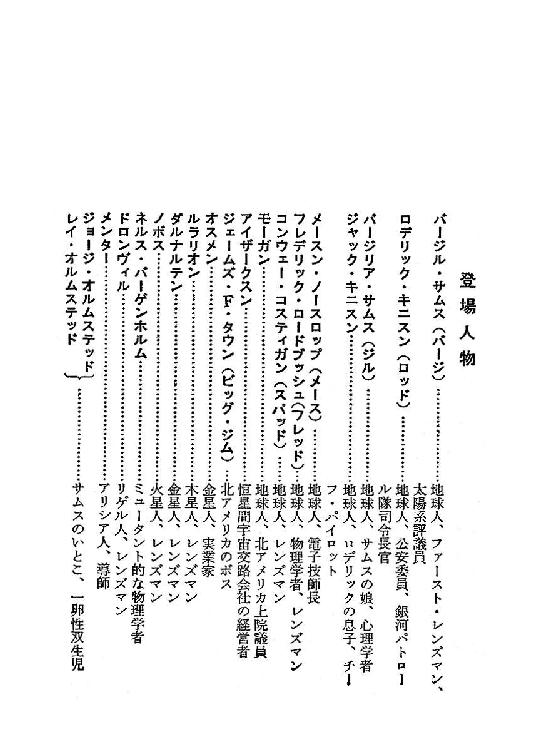 登場人物
バージル・サムス（バージ）…………地球人、ファースト・レンズマン、
太陽系評議員
ロデリック・キニスン（ロッド）…………地球人、公安委員、銀河パトロー
ル隊司令長官
バージリア・サムス（ジル）…………地球人、サムスの娘、心理学者
ジャック・キニスン…………地球人、ロデリックの息子、チー
フ・パイロット
メースン・ノースロップ（メース）…………地球人、電子技師長
フレデリック・ロードブッシュ（フレッド）…………地球人、物理学者、レンズマン
コンウェー・コスティガン（スパッド）…………地球人、レンズマン
モーガン…………地球人、北アメリカ上院議員
アイザークスン…………恒星間宇宙交路会社の経営者
ジェームズ・F・タウン（ビッグ・ジム）…………北アメリカのボス
オスメン…………金星人、実業家
ルラリオン…………木星人、レンズマン
ダルナルテン…………金星人、レンズマン
ノボス…………火星人、レンズマン
ネルス・バーゲンホルム…………ミュータント的な物理学者
ドロンヴィル…………リゲル人、レンズマン
メンター…………アリシア人、導師
ジョージ・オルムステッド
レイ・オルムステッド｝…………サムスのいとこ、一卵性双生児